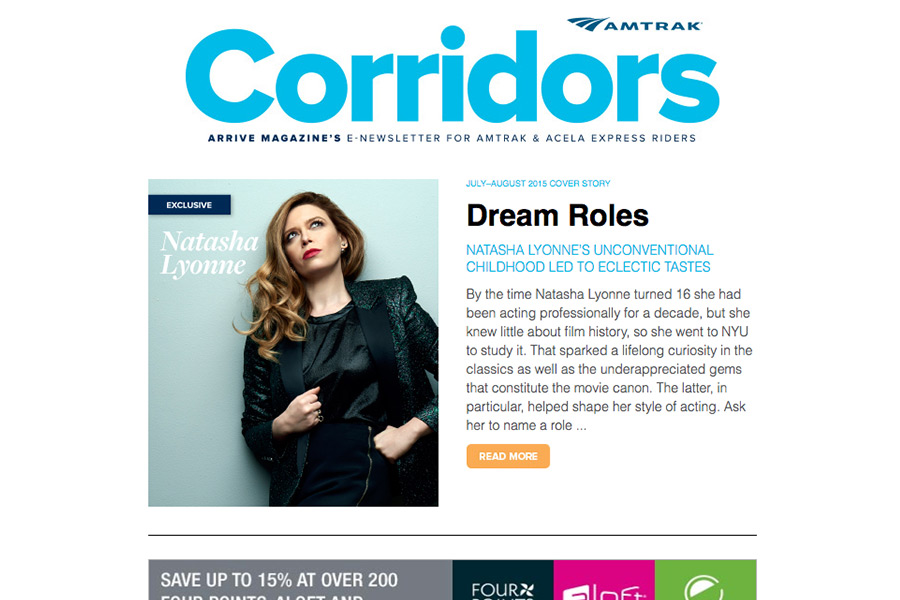 AMTRAK
Corridors
ARRIVE MAGAZINE'S E-NEWSLETTER FOR AMTRAK & ACELA EXPRESS RIDERS
EXCLUSIVE
Natasha
Lyonne
JULY–AUGUST 2015 COVER STORY
Dream Roles
NATASHA LYONNE'S UNCONVENTIONAL
CHILDHOOD LED TO ECLECTIC TASTES
By the time Natasha Lyonne turned 16 she had
been acting professionally for a decade, but she
knew little about film history, so she went to NYU
to study it. That sparked a lifelong curiosity in the
classics as well as the underappreciated gems
that constitute the movie canon. The latter, in
particular, helped shape her style of acting. Ask
her to name a role ...
READ MORE
SAVE UP TO 15% AT OVER 200
FOUR POINTS, ALOFT AND
FOUR
POINTS
aloft